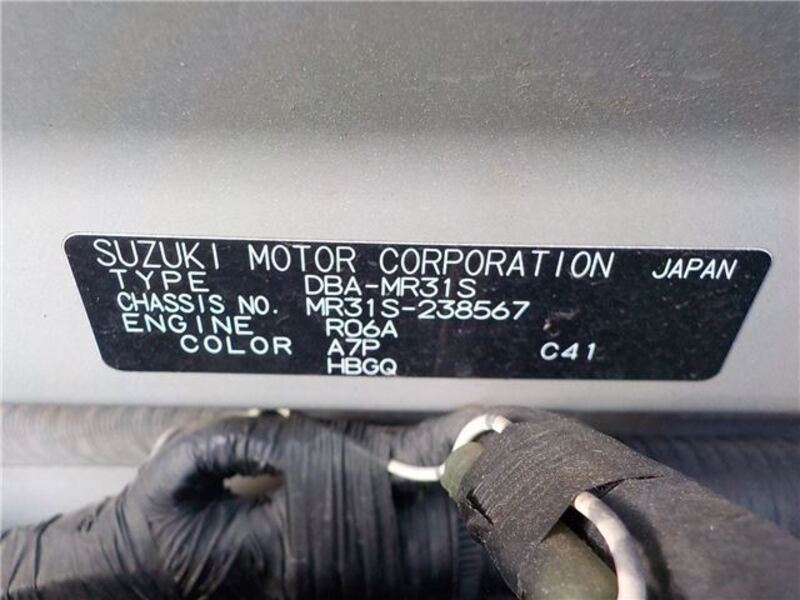 SUZUKI MOTOR CORPORATION JAPAN
TYPE DBA-MR31S
CHASSIS NO. MR31S-238567
ENGINE R06A
COLOR A7P C41
HBGQ